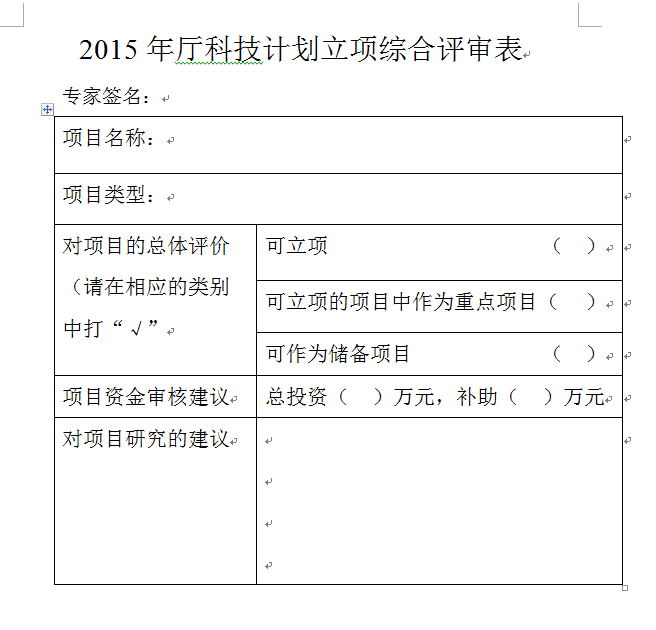 2015 年厅科技计划立项综合评审表
专家签名：
项目名称：
项目类型：
对项目的总体评价
（请在相应的类别
中打“√”
可立项 （ ）
可立项的项目中作为重点项目（ ）
可作为储备项目 （ ）
项目资金审核建议
总投资（ ）万元，补助（ ）万元
对项目研究的建议